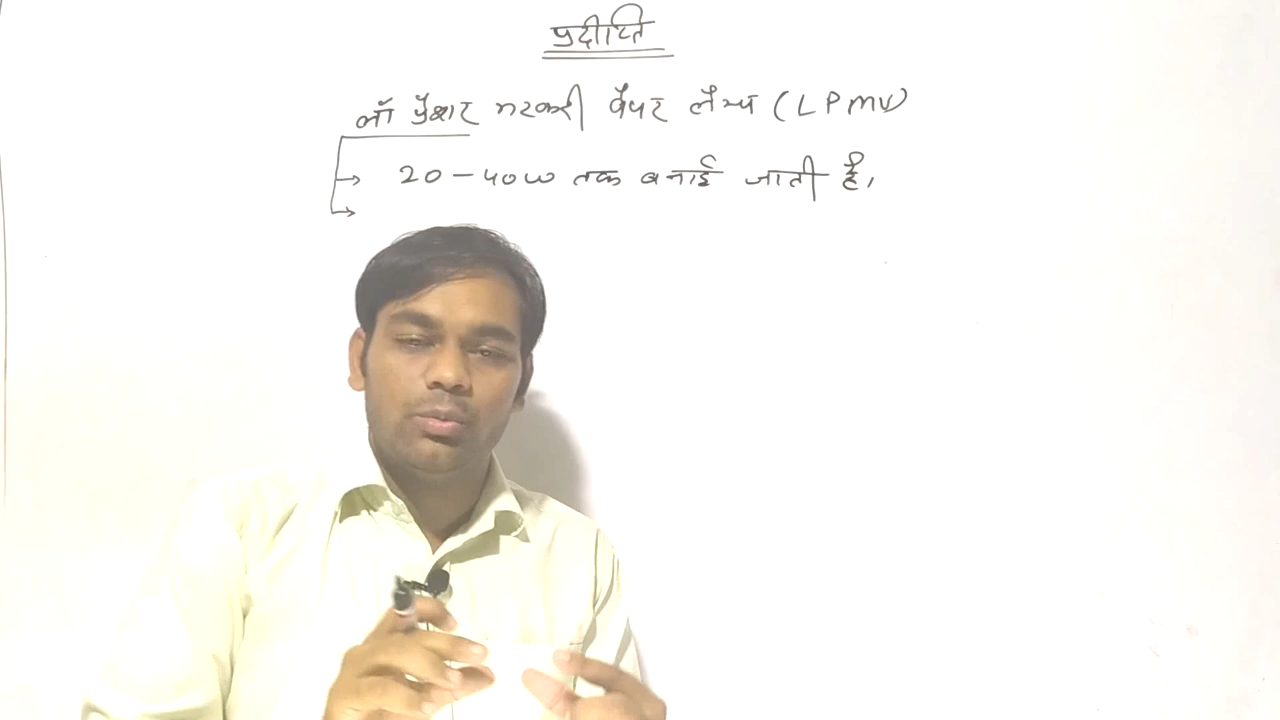 प्रदीप्ति
लॉ प्रैशर मरकरी वैपर लैम्प (LPMV)
→ 20-40W तक बनाई जाती है,
→